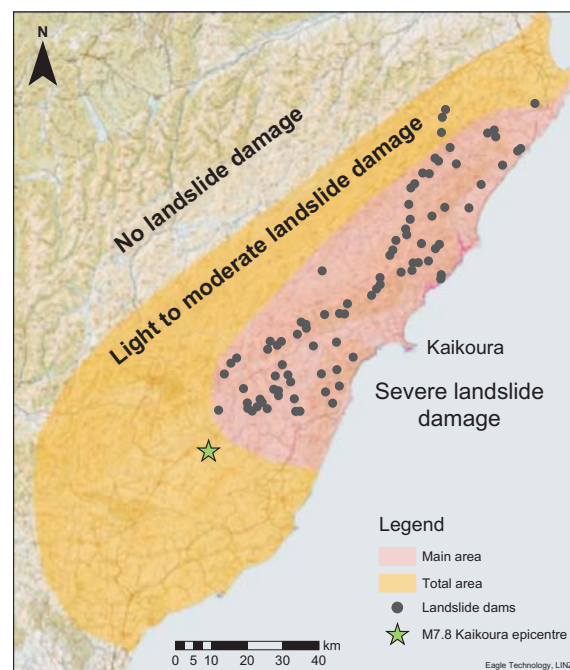 N
No landslide damage
Light to moderate landslide damage
Kaikoura
Severe landslide
damage
Legend
Main area
Total area
Landslide dams
M7.8 Kaikoura epicentre
km
0 5 10 20 30 40
Eagle Technology, LINZ